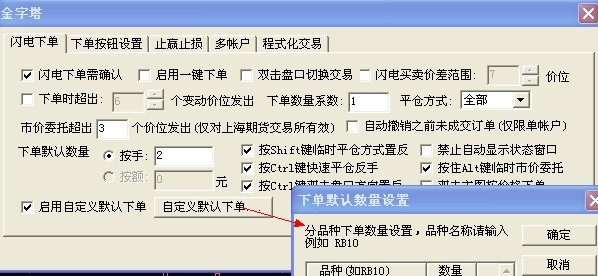 金字塔
闪电下单 下单按钮设置 止赢止损 多帐户 程式化交易
闪电下单需确认 启用一键下单 双击盘口切换交易 闪电买卖价差范围: 7 价位
下单时超出: 6 个变动价位发出 下单数量系数: 1 平仓方式: 全部
市价委托超出 3 个价位发出(仅对上海期货交易所有效) 自动撤销之前未成交订单(仅限单帐户)
下单默认数量 按手: 2 按Shift键临时平仓方式置反 禁止自动显示状态窗口
按额: 0 元 按Ctrl键快速平仓反手 按住Alt键临时市价委托
按Ctrl键双击盘口方向置反
启用自定义默认下单 自定义默认下单
下单默认数量设置
分品种下单数量设置,品种名称请输入
例如 RB10
确定
取消
品种(如RB10) 数量